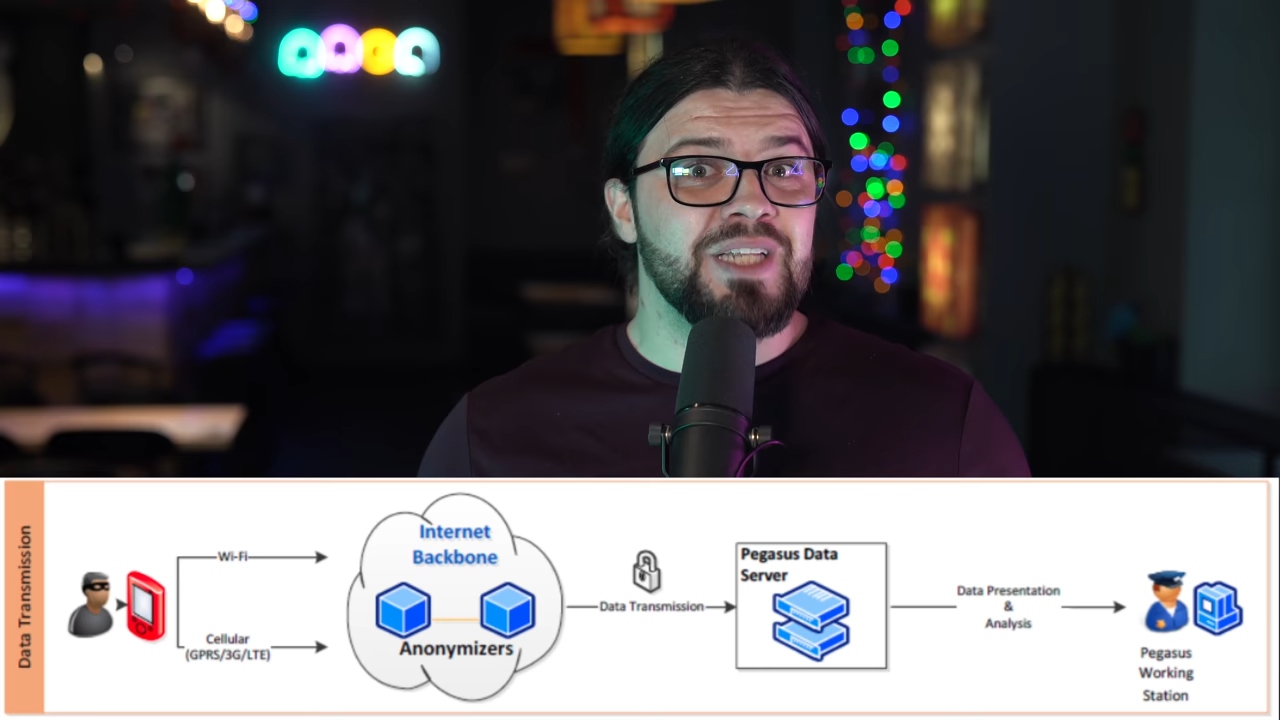 Data Transmission
Wi-Fi
Cellular
(GPRS/3G/LTE)
Internet
Backbone
Anonymizers
Data Transmission
Pegasus Data
Server
Data Presentation
&
Analysis
Pegasus
Working
Station